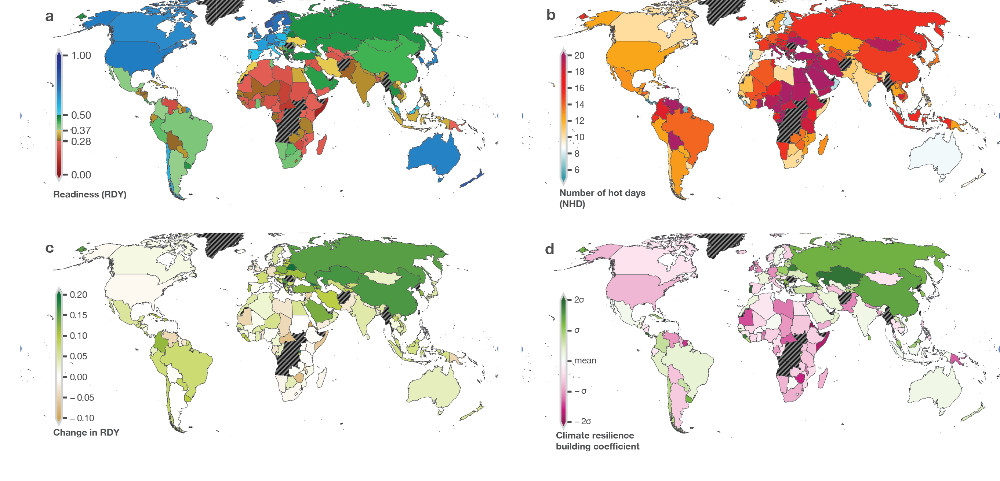 a
1.00
0.50
0.37
0.28
0.00
Readiness (RDY)
b
20
18
16
14
12
10
8
6
Number of hot days
(NHD)
c
0.20
0.15
0.10
0.05
0.00
−0.05
−0.10
Change in RDY
d
2σ
σ
mean
−σ
−2σ
Climate resilience
building coefficient